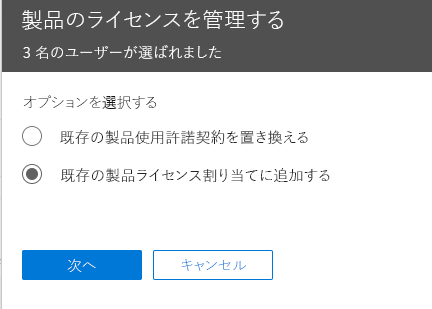 製品のライセンスを管理する
3 名のユーザーが選ばれました
オプションを選択する
既存の製品使用許諾契約を置き換える
既存の製品ライセンス割り当てに追加する
次へ
キャンセル